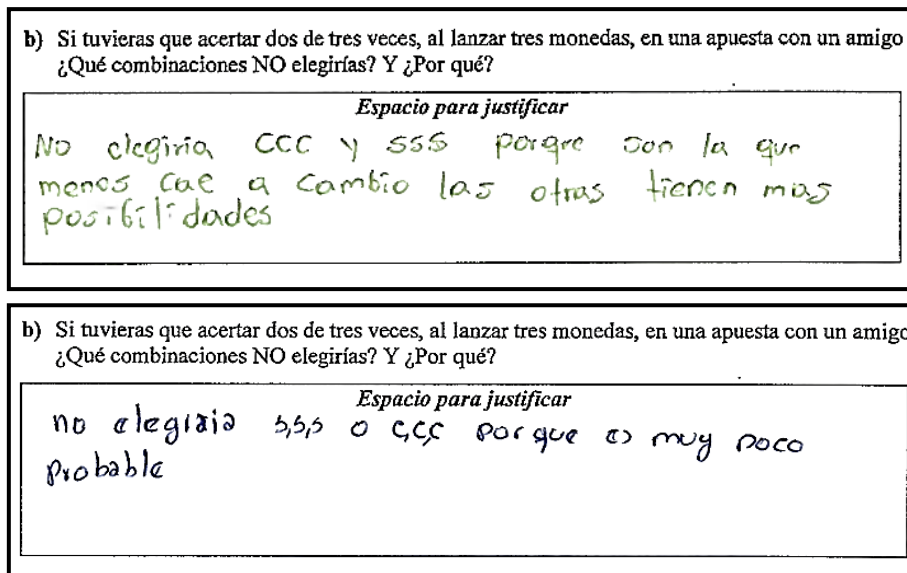 b) Si tuvieras que acertar dos de tres veces, al lanzar tres monedas, en una apuesta con un amigo
¿Qué combinaciones NO elegirías? Y ¿Por qué?
Espacio para justificar
No elegiria CCC y SSS porqre son la que
menos cae a cambio las otras tienen mas
posibilidades
b) Si tuvieras que acertar dos de tres veces, al lanzar tres monedas, en una apuesta con un amigo
¿Qué combinaciones NO elegirías? Y ¿Por qué?
Espacio para justificar
no elegiria s,s,s o c,c,c por que es muy poco
probable